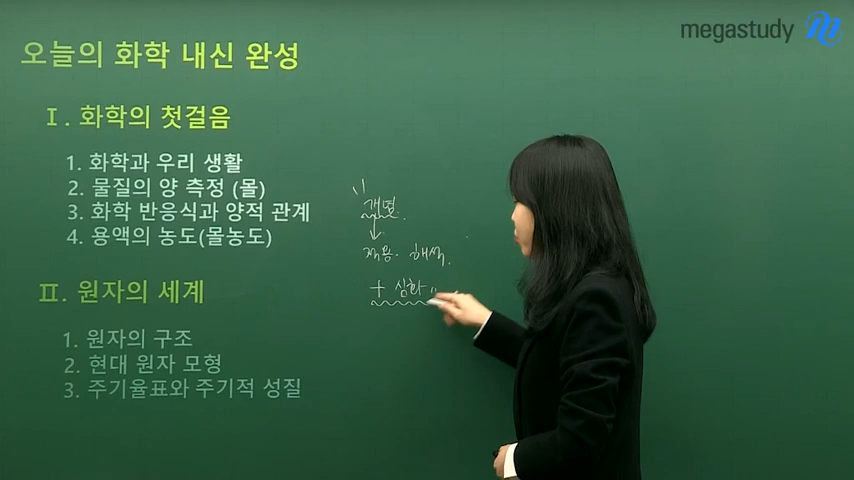 megastudy
오늘의 화학 내신 완성
Ⅰ. 화학의 첫걸음
1. 화학과 우리 생활
2. 물질의 양 측정 (몰)
3. 화학 반응식과 양적 관계
4. 용액의 농도(몰농도)
Ⅱ. 원자의 세계
1. 원자의 구조
2. 현대 원자 모형
3. 주기율표와 주기적 성질
개념
적용. 해석.
+ 심화